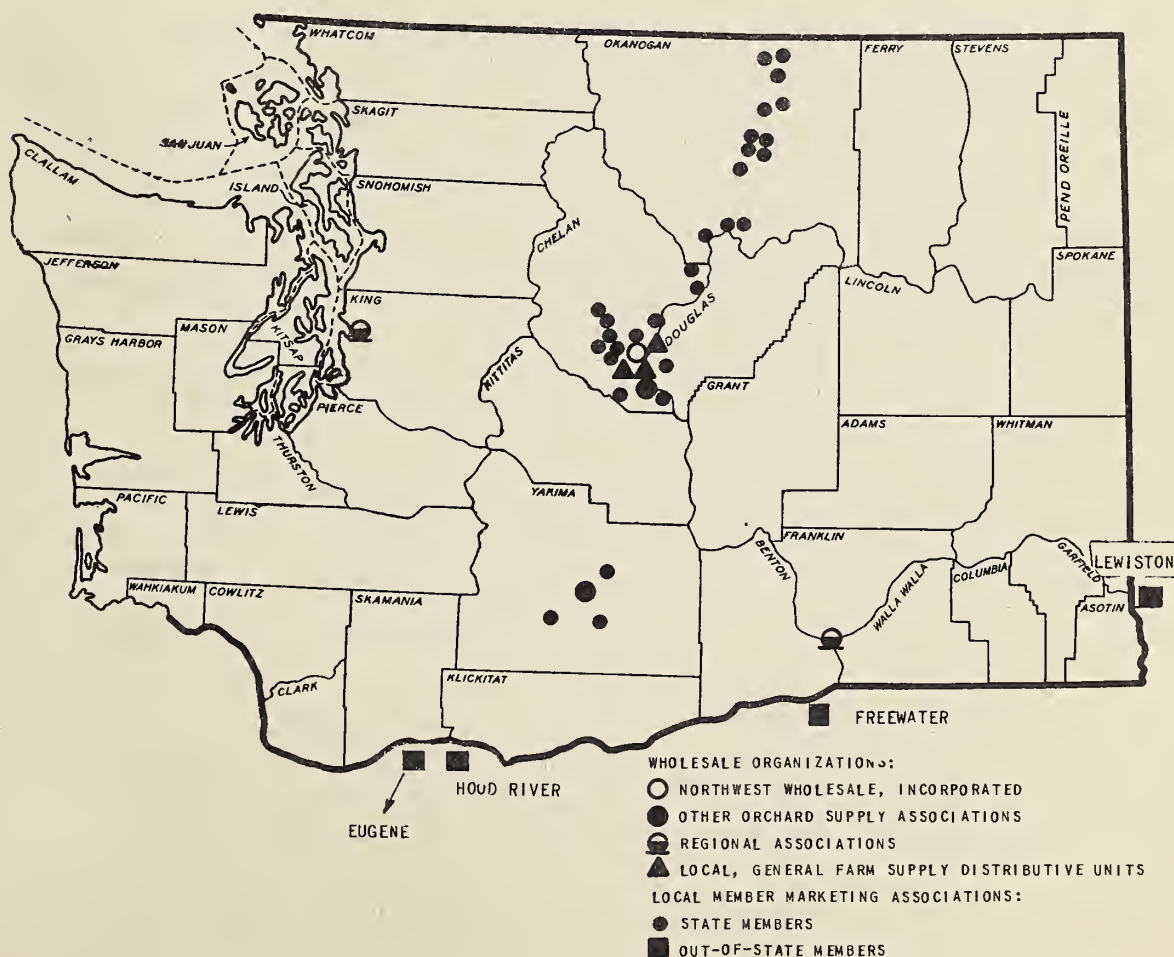 WHATCOM
OKANOGAN
FERRY
STEVENS
PEND OREILLE
SKAGIT
SAN JUAN
CLALLAM
ISLAND
SNOHOMISH
CHELAN
JEFFERSON
SPOKANE
LINCOLN
KING
DOUGLAS
MASON
KITSAP
GRAYS HARBOR
KITTITAS
GRANT
PIERCE
ADAMS
WHITMAN
THURSTON
YAKIMA
PACIFIC
LEWIS
FRANKLIN
BENTON
GARFIELD
LEWISTON
WALLA WALLA
COLUMBIA
ASOTIN
WAHKIAKUM
COWLITZ
SKAMANIA
KLICKITAT
CLARK
FREEWATER
HOUD RIVER
EUGENE
WHOLESALE ORGANIZATIONS:
NORTHWEST WHOLESALE, INCORPORATED
OTHER ORCHARD SUPPLY ASSOCIATIONS
REGIONAL ASSOCIATIONS
LOCAL, GENERAL FARM SUPPLY DISTRIBUTIVE UNITS
LOCAL MEMBER MARKETING ASSOCIATIONS:
STATE MEMBERS
OUT-OF-STATE MEMBERS